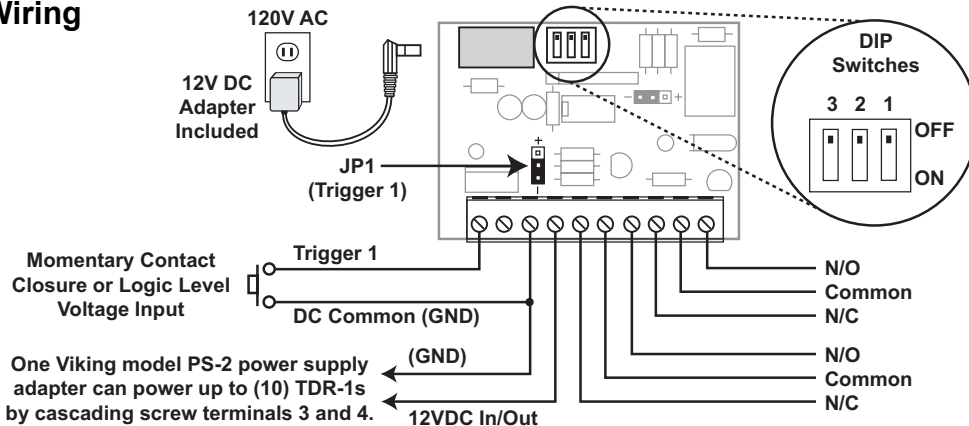 Wiring
120V AC
12V DC
Adapter
Included
JP1
(Trigger 1)
+
–
– +
DIP
Switches
3 2 1
OFF
ON
Momentary Contact
Closure or Logic Level
Voltage Input
Trigger 1
DC Common (GND)
(GND)
One Viking model PS-2 power supply
adapter can power up to (10) TDR-1s
by cascading screw terminals 3 and 4.
12VDC In/Out
N/O
Common
N/C
N/O
Common
N/C